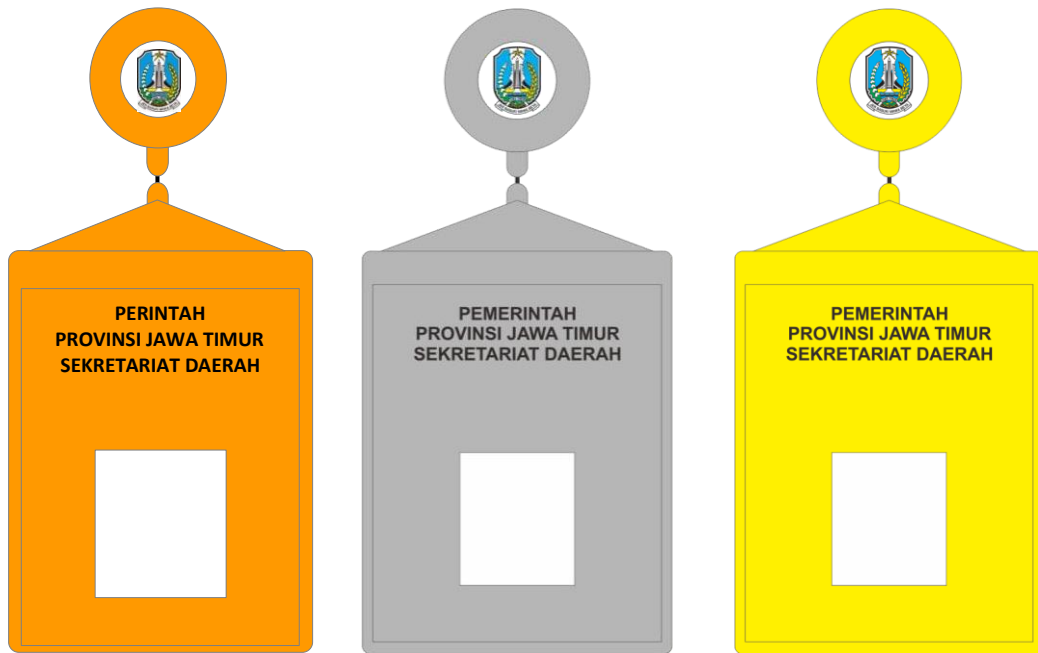 PERINTAH
PROVINSI JAWA TIMUR
SEKRETARIAT DAERAH
PEMERINTAH
PROVINSI JAWA TIMUR
SEKRETARIAT DAERAH
PEMERINTAH
PROVINSI JAWA TIMUR
SEKRETARIAT DAERAH